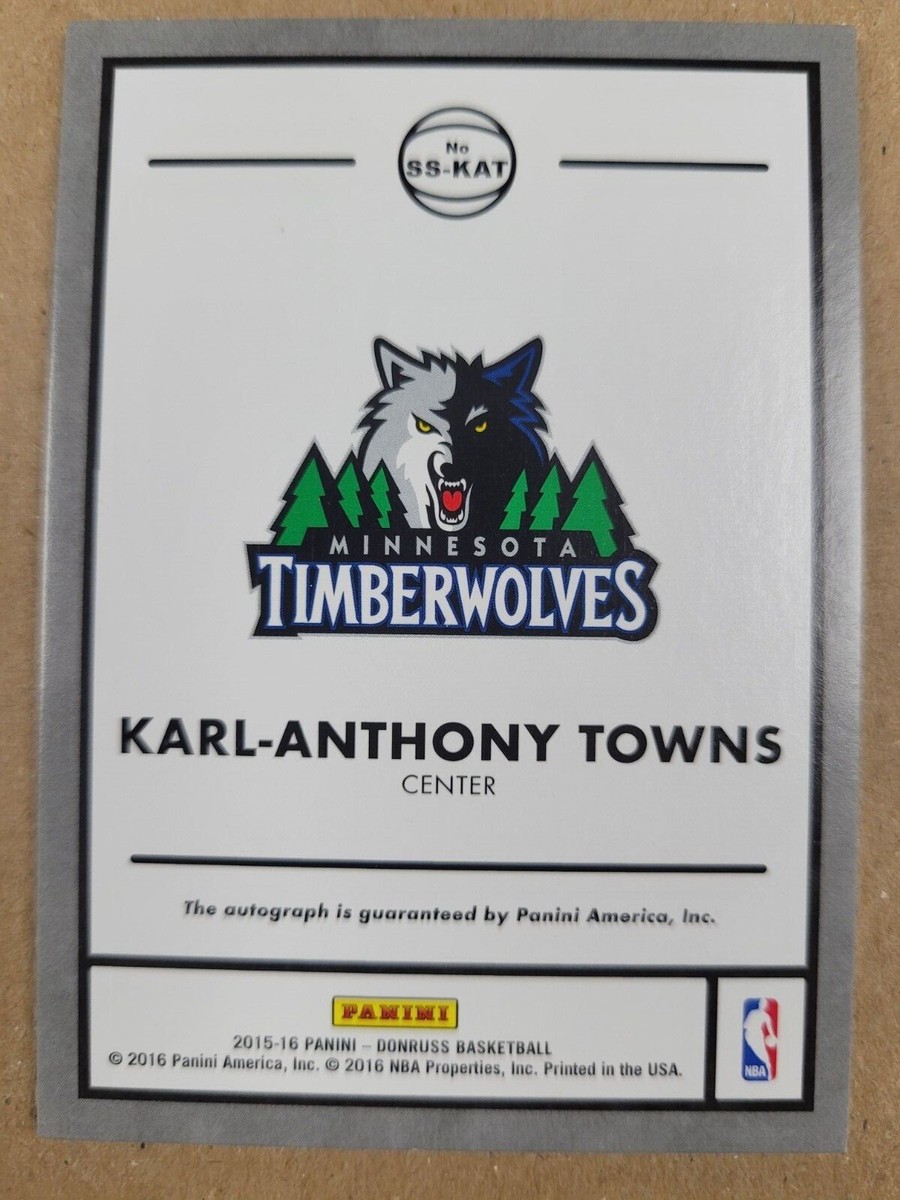 No
SS-KAT
MINNESOTA
TIMBERWOLVES
KARL-ANTHONY TOWNS
CENTER
The autograph is guaranteed by Panini America, Inc.
PANINI
2015-16 PANINI – DONRUSS BASKETBALL
© 2016 Panini America, Inc. © 2016 NBA Properties, Inc. Printed in the USA.
NBA